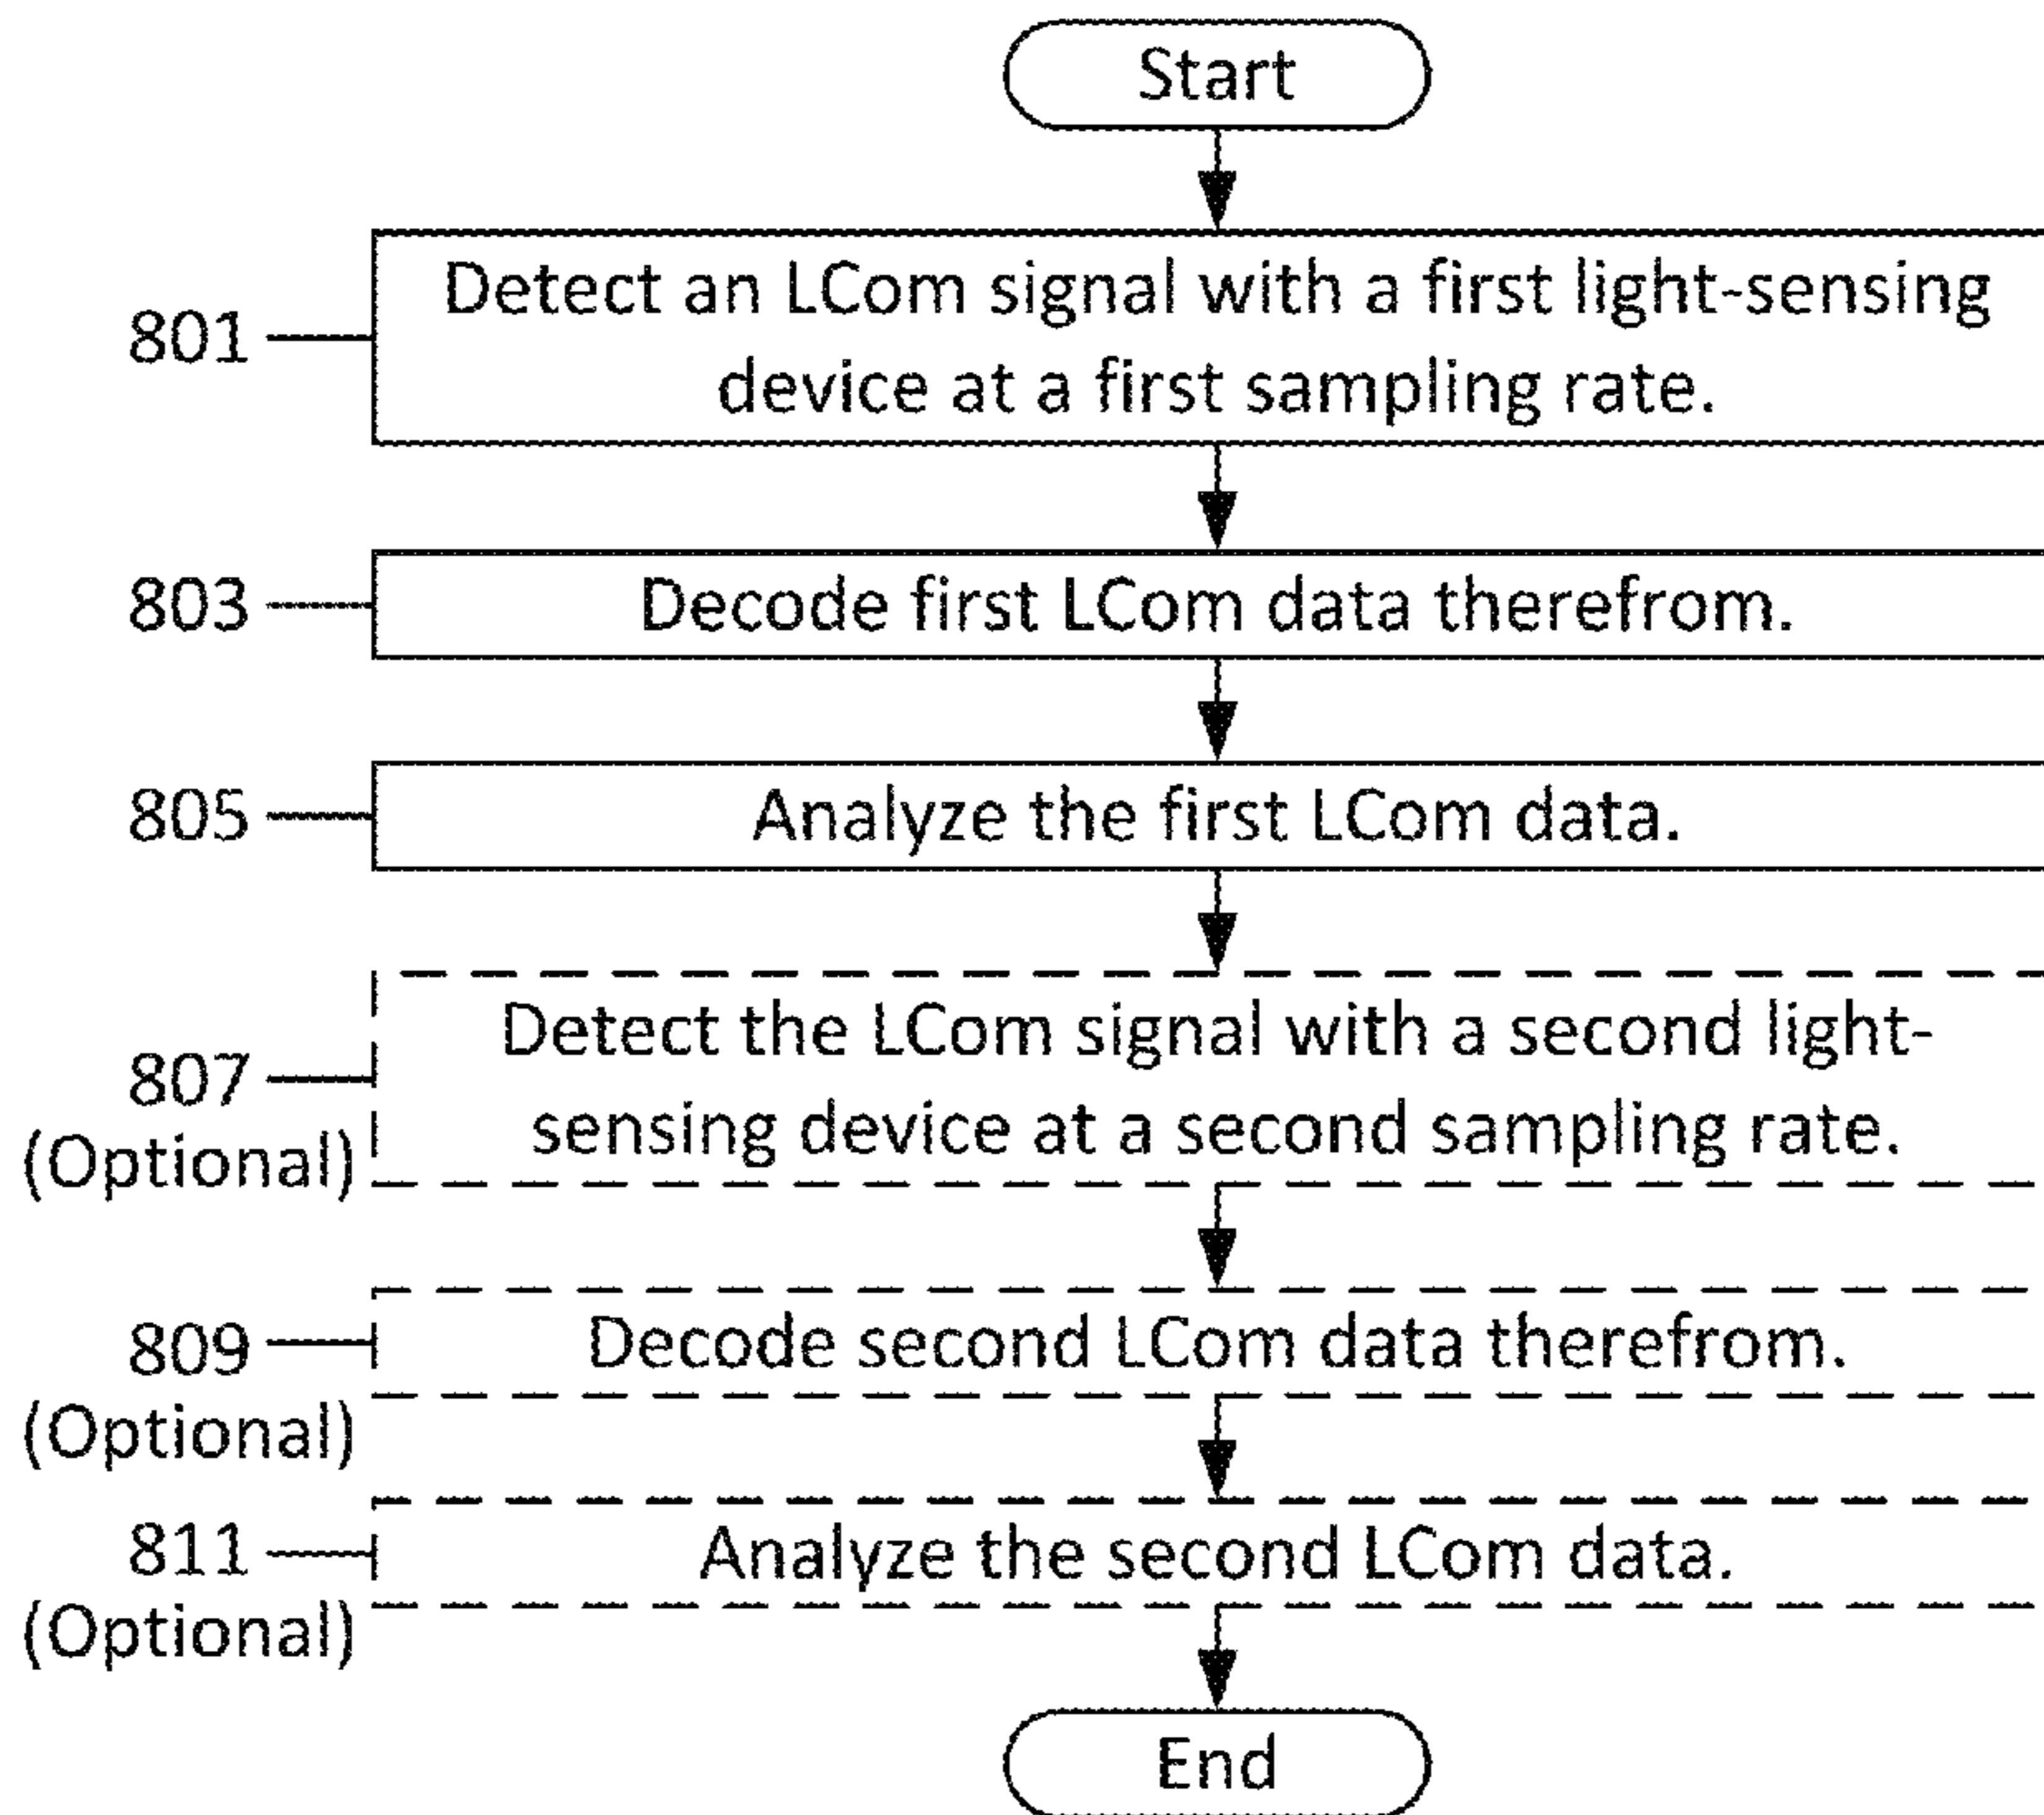 Start
801
Detect an LCom signal with a first light-sensing
device at a first sampling rate.
803
Decode first LCom data therefrom.
805
Analyze the first LCom data.
807
(Optional)
Detect the LCom signal with a second light-
sensing device at a second sampling rate.
809
(Optional)
Decode second LCom data therefrom.
811
(Optional)
Analyze the second LCom data.
End